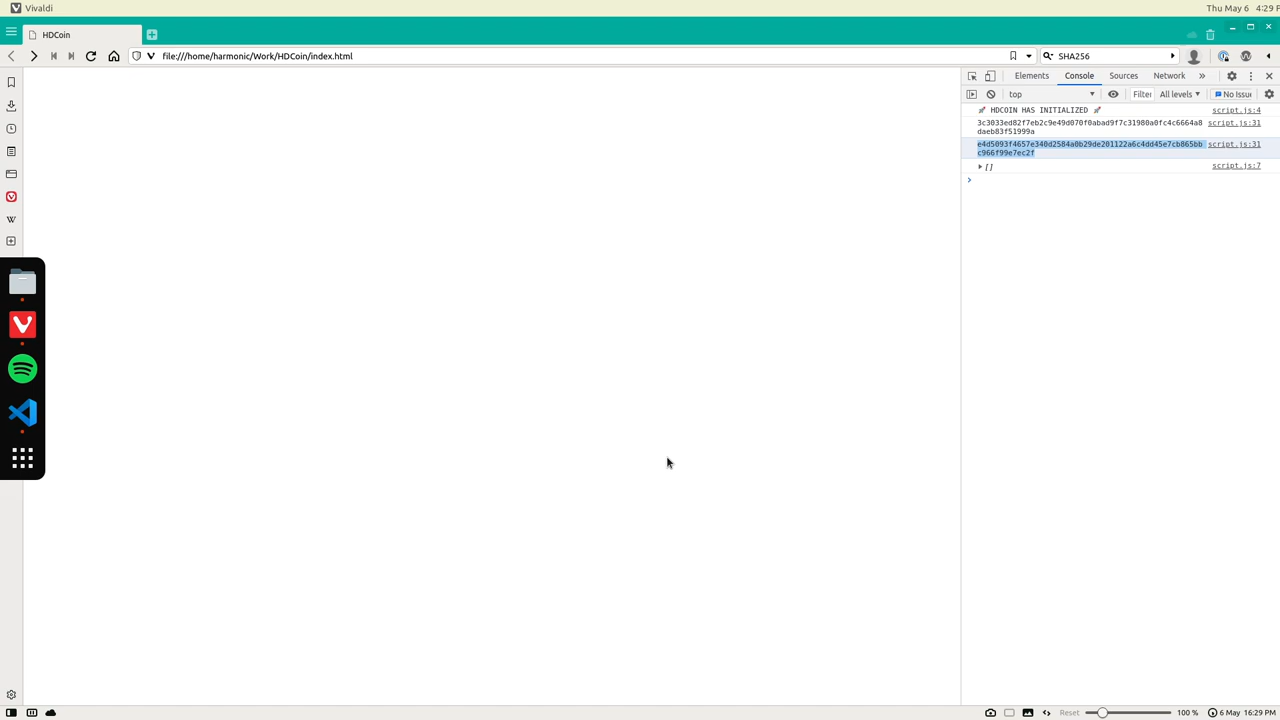 Vivaldi
Thu May 6 4:29 P
HDCoin
file:///home/harmonic/Work/HDCoin/index.html
SHA256
Elements Console Sources Network »
top Filter All levels No Issue
🚀 HDCOIN HAS INITIALIZED 🚀 script.js:4
3c3033ed82f7eb2c9e49d070f0abad9f7c31980a0fc4c6664a8 script.js:31
daeb83f51999a
e4d5093f4657e340d2584a0b29de201122a6c4dd45e7cb865bb script.js:31
c966f99e7ec2f
▶ [] script.js:7
>
Reset 100 % 6 May 16:29 PM